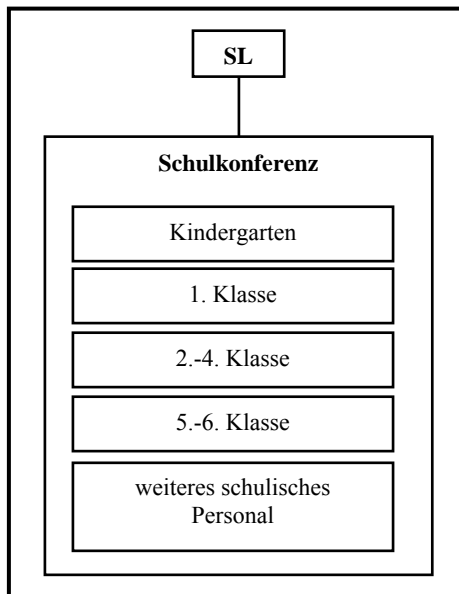 SL
Schulkonferenz
Kindergarten
1. Klasse
2.-4. Klasse
5.-6. Klasse
weiteres schulisches
Personal